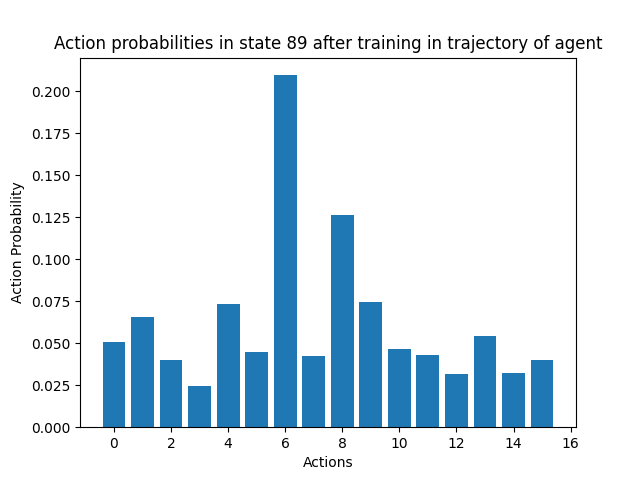 Action probabilities in state 89 after training in trajectory of agent
0.200
0.175
0.150
0.125
0.100
0.075
0.050
0.025
0.000
Action Probability
0 2 4 6 8 10 12 14 16
Actions